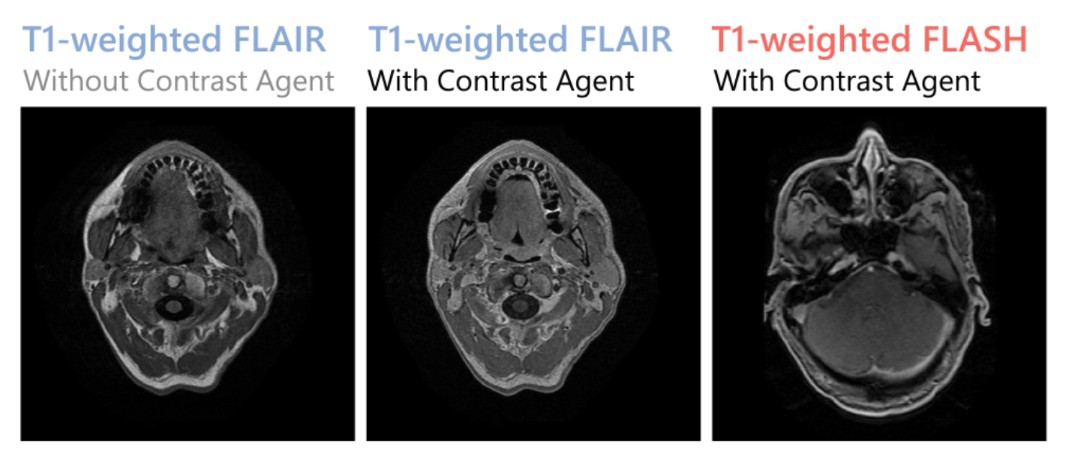 T1-weighted FLAIR
Without Contrast Agent
T1-weighted FLAIR
With Contrast Agent
T1-weighted FLASH
With Contrast Agent